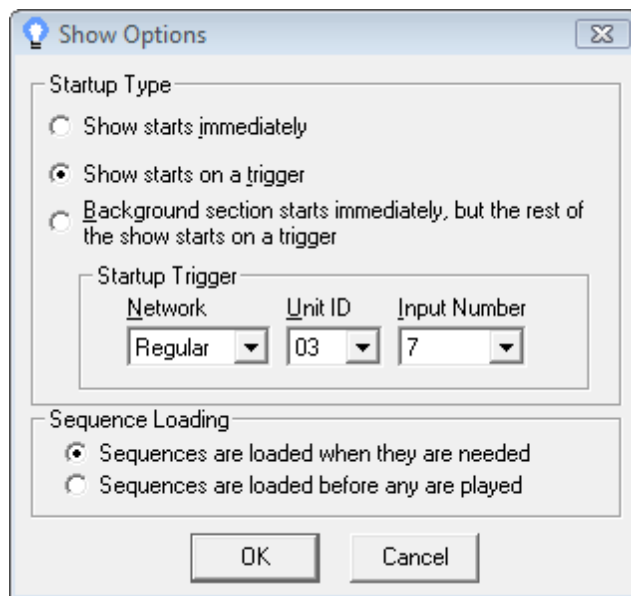 Show Options
Startup Type
Show starts immediately
Show starts on a trigger
Background section starts immediately, but the rest of
the show starts on a trigger
Startup Trigger
Network Unit ID Input Number
Regular 03 7
Sequence Loading
Sequences are loaded when they are needed
Sequences are loaded before any are played
OK Cancel